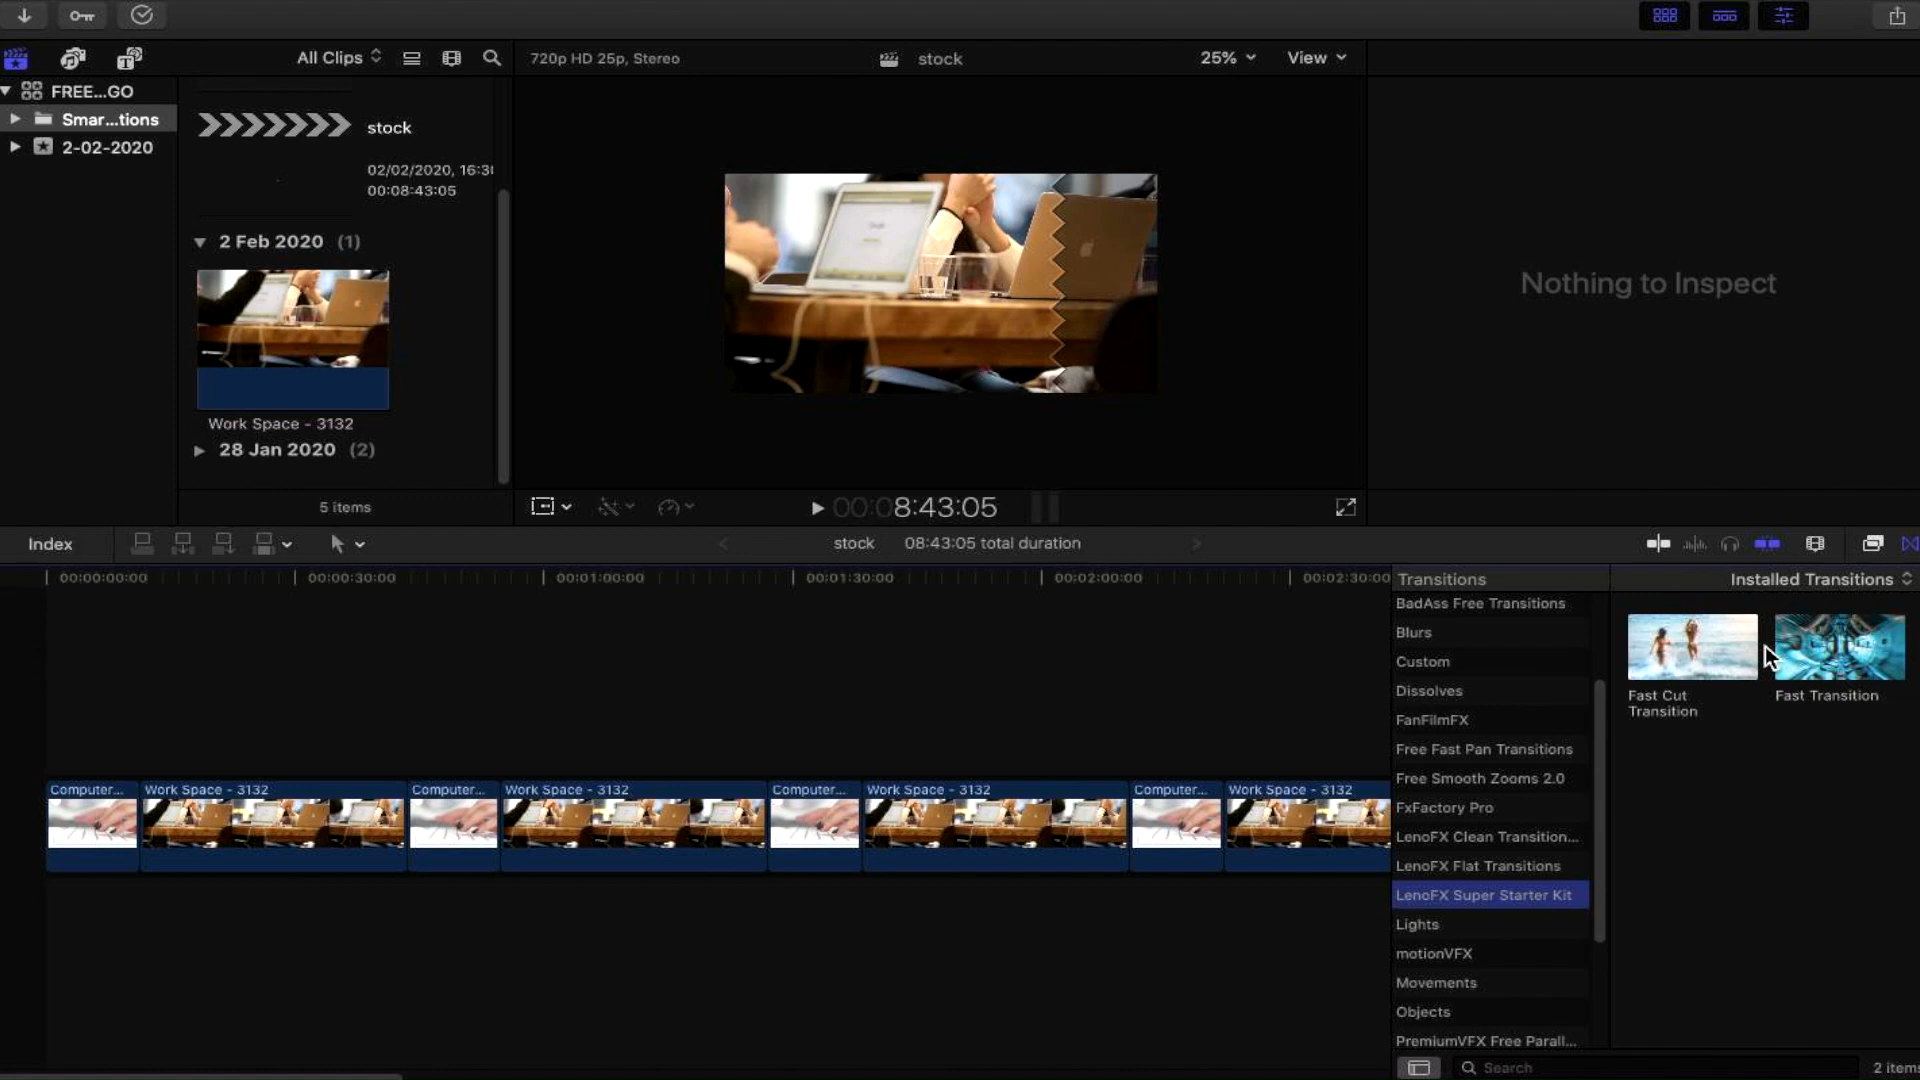 All Clips
720p HD 25p, Stereo
stock
25%
View
FREE...GO
Smar...tions
2-02-2020
stock
02/02/2020, 16:3
00:08:43:05
2 Feb 2020 (1)
Work Space - 3132
28 Jan 2020 (2)
5 items
Nothing to Inspect
00:08:43:05
Index
stock
08:43:05 total duration
00:00:00:00
00:00:30:00
00:01:00:00
00:01:30:00
00:02:00:00
00:02:30:00
Transitions
Installed Transitions
BadAss Free Transitions
Blurs
Custom
Dissolves
FanFilmFX
Free Fast Pan Transitions
Free Smooth Zooms 2.0
FxFactory Pro
LenoFX Clean Transition...
LenoFX Flat Transitions
LenoFX Super Starter Kit
Lights
motionVFX
Movements
Objects
PremiumVFX Free Parall...
Fast Cut
Transition
Fast Transition
Computer...
Work Space - 3132
Computer...
Work Space - 3132
Computer...
Work Space - 3132
Computer...
Work Space - 3132
Search
2 items